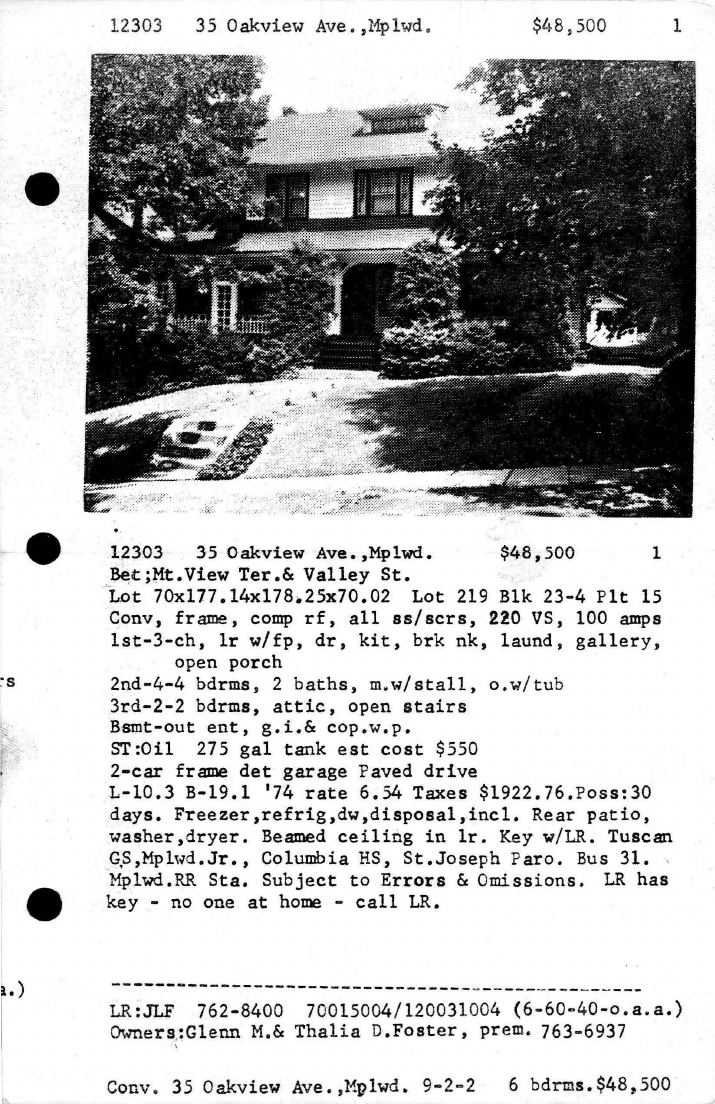 12303 35 Oakview Ave.,Mplwd. $48,500 1
12303 35 Oakview Ave.,Mplwd. $48,500 1
Bet;Mt.View Ter.& Valley St.
Lot 70x177.14x178.25x70.02 Lot 219 Blk 23-4 Plt 15
Conv, frame, comp rf, all ss/scrs, 220 VS, 100 amps
1st-3-ch, lr w/fp, dr, kit, brk nk, laund, gallery,
open porch
2nd-4-4 bdrms, 2 baths, m.w/stall, o.w/tub
3rd-2-2 bdrms, attic, open stairs
Bsmt-out ent, g.i.& cop.w.p.
ST:Oil 275 gal tank est cost $550
2-car frame det garage Paved drive
L-10.3 B-19.1 '74 rate 6.54 Taxes $1922.76.Poss:30
days. Freezer,refrig,dw,disposal,incl. Rear patio,
washer,dryer. Beamed ceiling in lr. Key w/LR. Tuscan
GS,Mplwd.Jr., Columbia HS, St.Joseph Paro. Bus 31.
Mplwd.RR Sta. Subject to Errors & Omissions. LR has
key - no one at home - call LR.
LR:JLF 762-8400 70015004/120031004 (6-60-40-o.a.a.)
Owners:Glenn M.& Thalia D.Foster, prem. 763-6937
Conv. 35 Oakview Ave.,Mplwd. 9-2-2 6 bdrms.$48,500